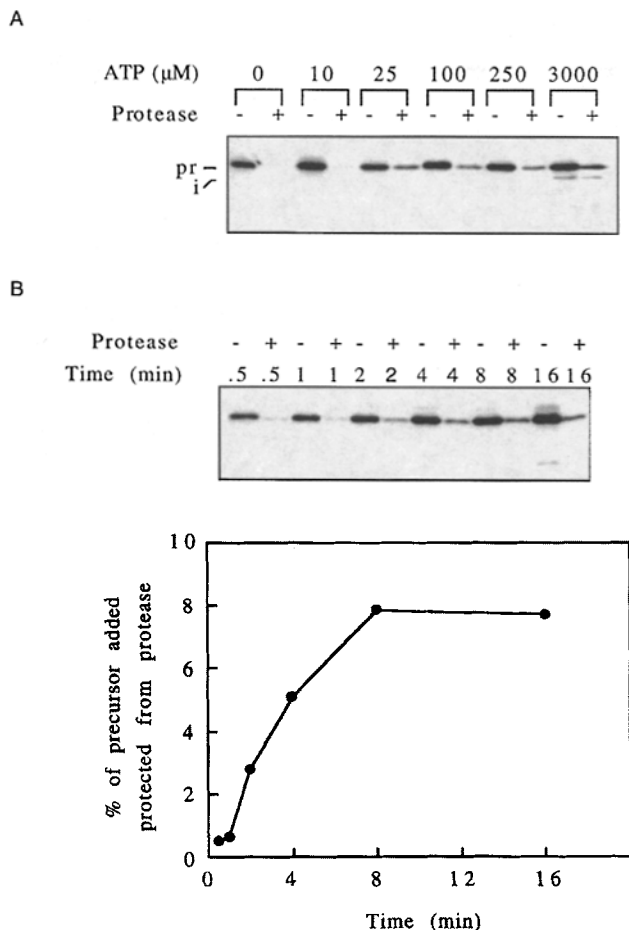 A
ATP (µM) 0 10 25 100 250 3000
Protease - + - + - + - + - + - +
pr
i
B
Protease - + - + - + - + - + - +
Time (min) .5 .5 1 1 2 2 4 4 8 8 16 16
10
8
6
4
2
0
% of precursor added
protected from protease
0 4 8 12 16
Time (min)